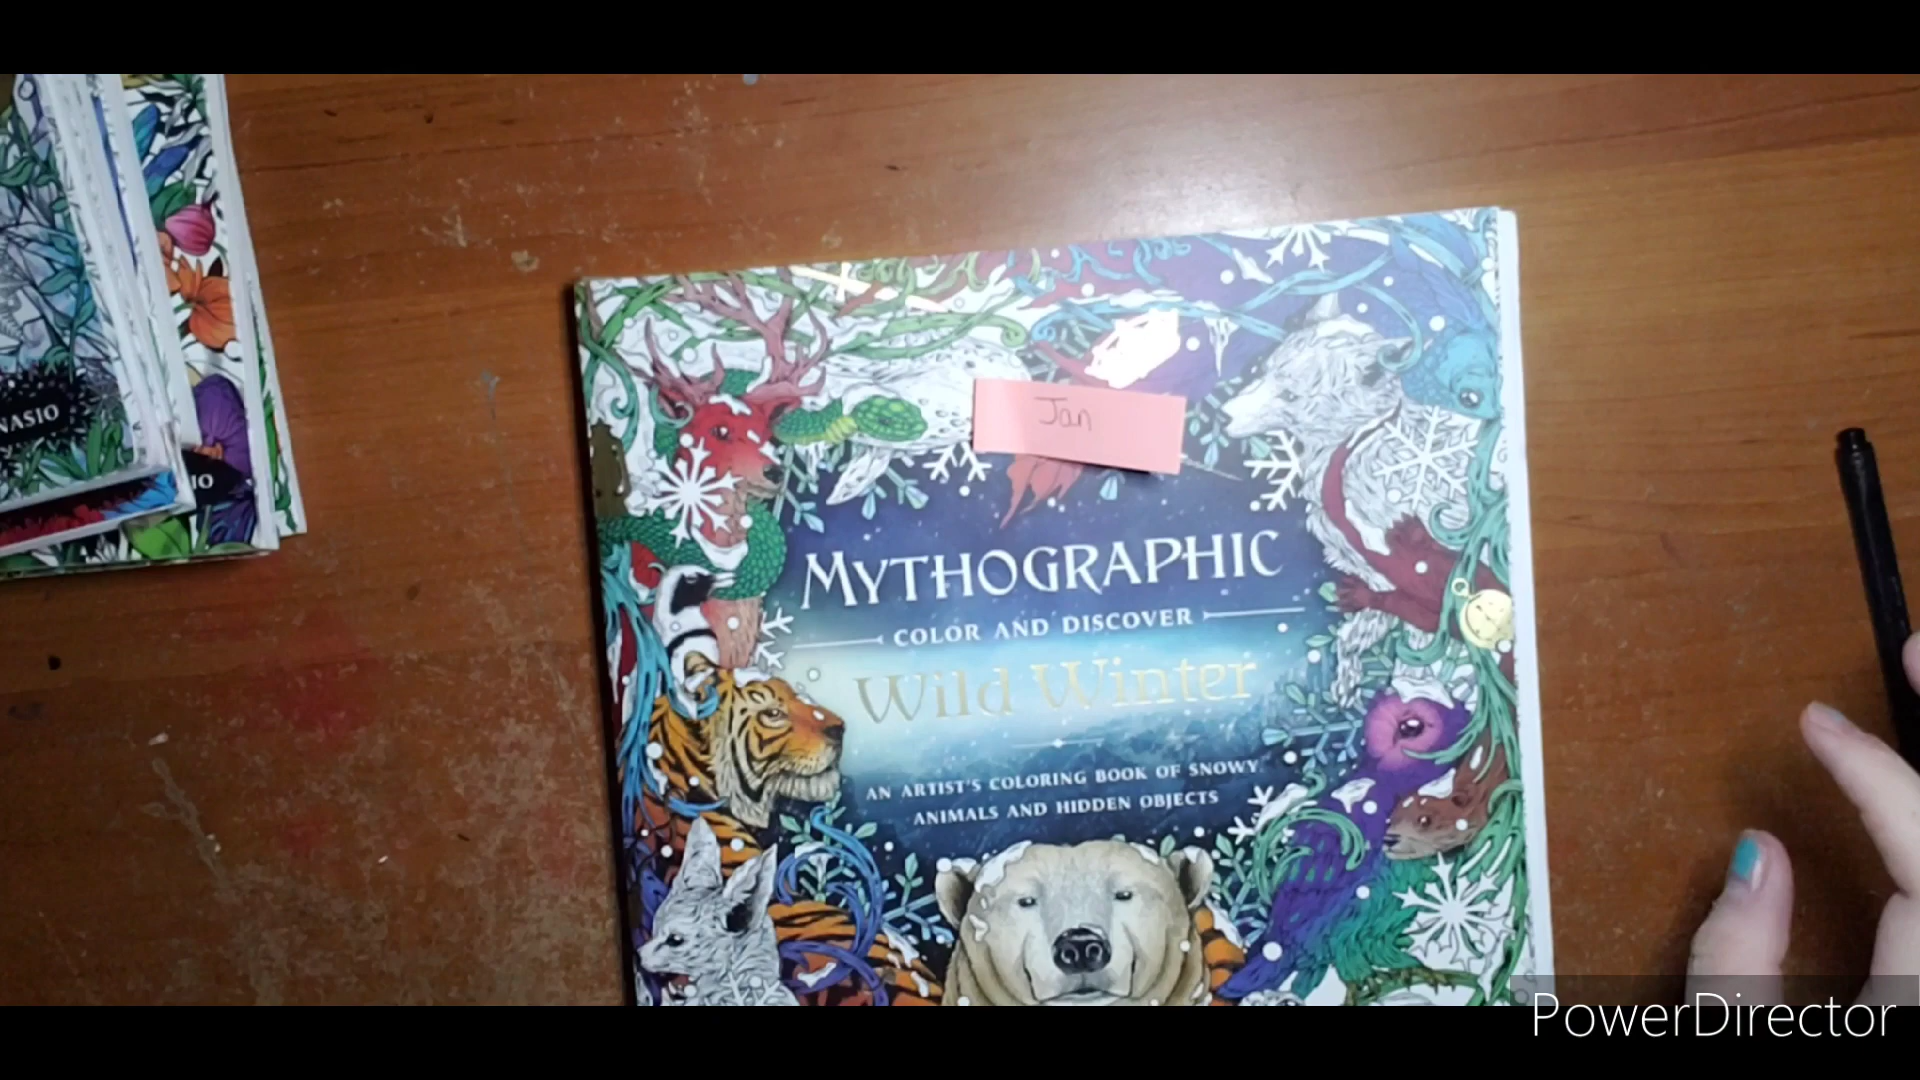 NASIO
IO
Jan
MYTHOGRAPHIC
COLOR AND DISCOVER
Wild Winter
AN ARTIST'S COLORING BOOK OF SNOWY
ANIMALS AND HIDDEN OBJECTS
PowerDirector